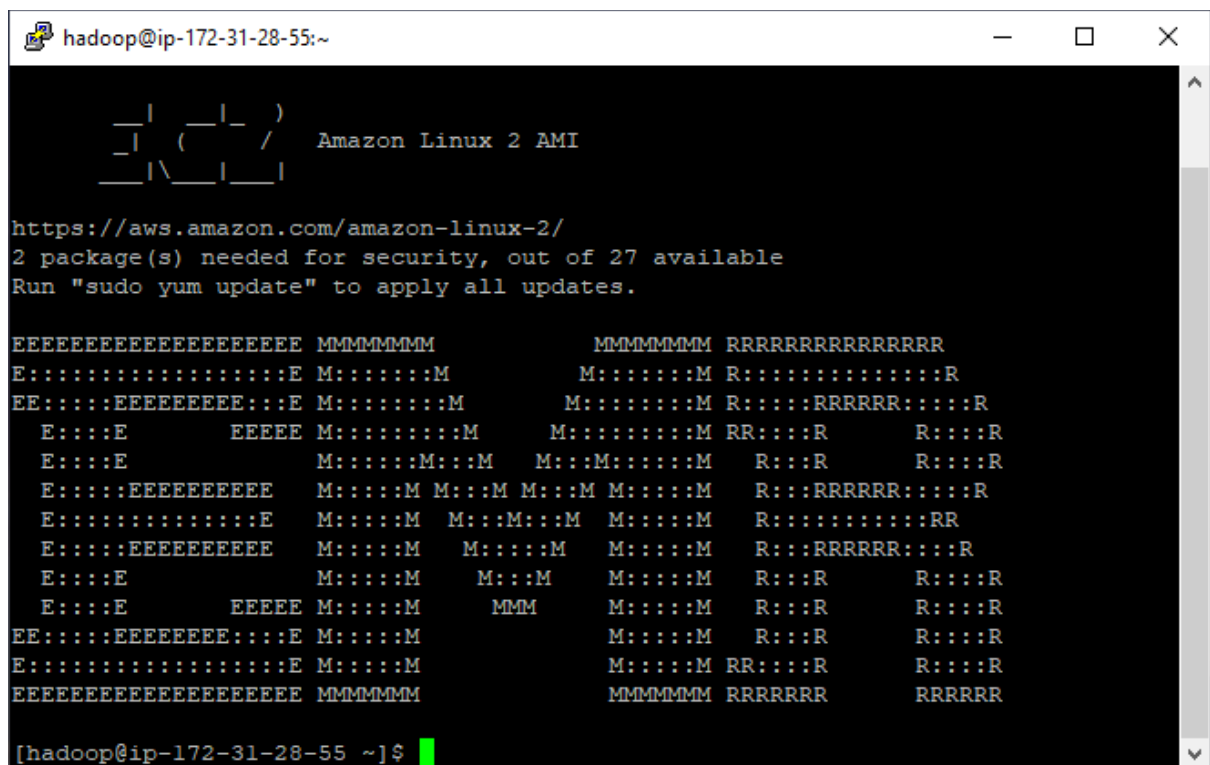 hadoop@ip-172-31-28-55:~
       __|  __|_  )
       _|  (     /   Amazon Linux 2 AMI
      ___|\___|___|
https://aws.amazon.com/amazon-linux-2/
2 package(s) needed for security, out of 27 available
Run "sudo yum update" to apply all updates.
EEEEEEEEEEEEEEEEEEEE MMMMMMMM           MMMMMMMM RRRRRRRRRRRRRRR
E::::::::::::::::::E M:::::::M         M:::::::M R::::::::::::::R
EE:::::EEEEEEEEE:::E M::::::::M       M::::::::M R:::::RRRRRR:::::R
  E::::E       EEEEE M:::::::::M     M:::::::::M RR::::R      R::::R
  E::::E             M::::::M:::M   M:::M::::::M   R:::R      R::::R
  E:::::EEEEEEEEEE   M:::::M M:::M M:::M M:::::M   R:::RRRRRR:::::R
  E::::::::::::::E   M:::::M  M:::M:::M  M:::::M   R:::::::::::RR
  E:::::EEEEEEEEEE   M:::::M   M:::::M   M:::::M   R:::RRRRRR::::R
  E::::E             M:::::M    M:::M    M:::::M   R:::R      R::::R
  E::::E       EEEEE M:::::M     MMM     M:::::M   R:::R      R::::R
EE:::::EEEEEEEE::::E M:::::M             M:::::M   R:::R      R::::R
E::::::::::::::::::E M:::::M             M:::::M RR::::R      R::::R
EEEEEEEEEEEEEEEEEEEE MMMMMMM             MMMMMMM RRRRRRR      RRRRRR
[hadoop@ip-172-31-28-55 ~]$